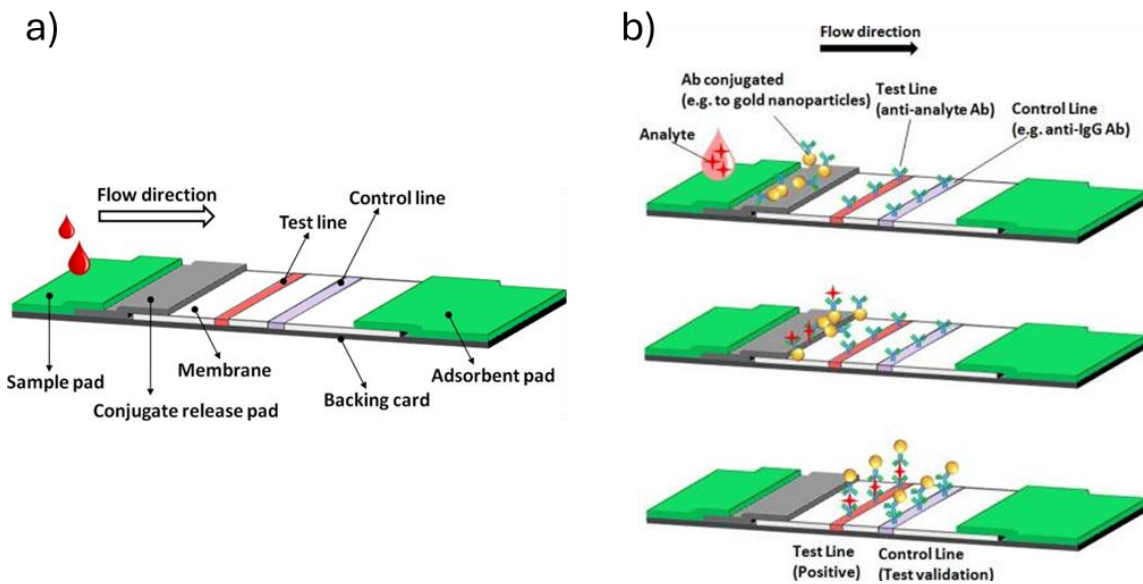 a)
Flow direction
Control line
Test line
Sample pad
Conjugate release pad
Membrane
Backing card
Adsorbent pad
b)
Flow direction
Ab conjugated
(e.g. to gold nanoparticles)
Test Line
(anti-analyte Ab)
Control Line
(e.g. anti-IgG Ab)
Analyte
Test Line
(Positive)
Control Line
(Test validation)